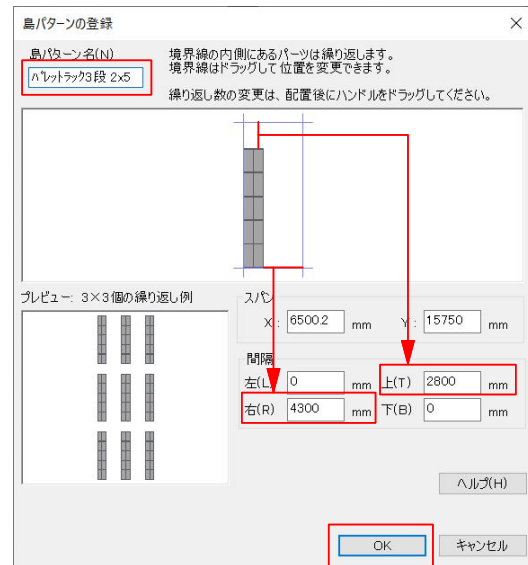 島パターンの登録
島パターン名(N)
ﾊﾟﾚｯﾄﾗｯｸ3段 2x5
境界線の内側にあるパーツは繰り返します。
境界線はドラッグして位置を変更できます。
繰り返し数の変更は、配置後にハンドルをドラッグしてください。
プレビュー: 3×3個の繰り返し例
スパン
X: 6500.2 mm Y: 15750 mm
間隔
左(L) 0 mm 上(T) 2800 mm
右(R) 4300 mm 下(B) 0 mm
ヘルプ(H)
OK キャンセル